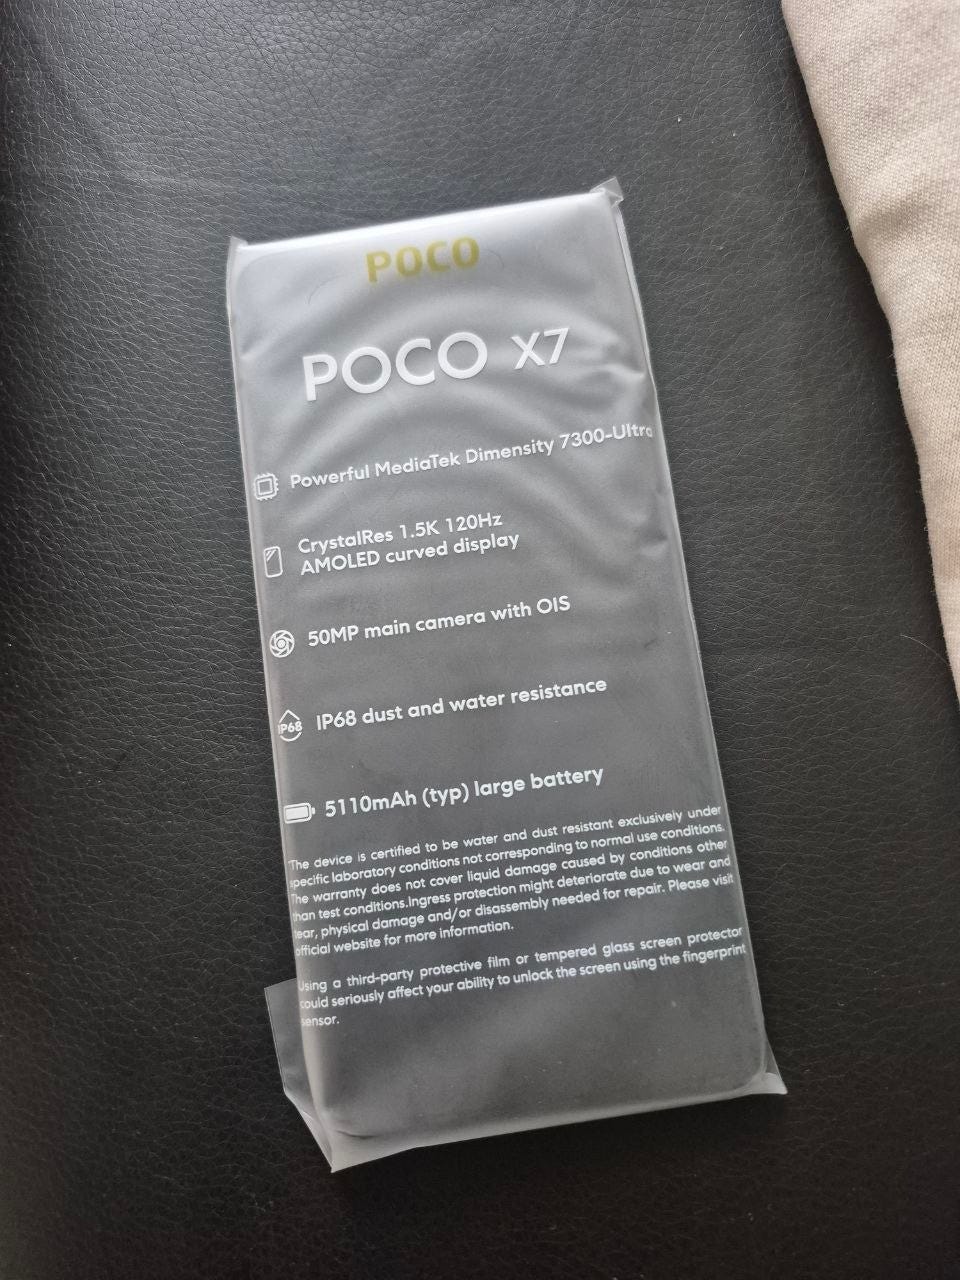 POCO
POCO X7
Powerful MediaTek Dimensity 7300-Ultra
CrystalRes 1.5K 120Hz
AMOLED curved display
50MP main camera with OIS
IP68
IP68 dust and water resistance
5110mAh (typ) large battery
*The device is certified to be water and dust resistant exclusively under
specific laboratory conditions not corresponding to normal use conditions.
The warranty does not cover liquid damage caused by conditions other
than test conditions.Ingress protection might deteriorate due to wear and
tear, physical damage and/or disassembly needed for repair. Please visit
official website for more information.
Using a third-party protective film or tempered glass screen protector
could seriously affect your ability to unlock the screen using the fingerprint
sensor.